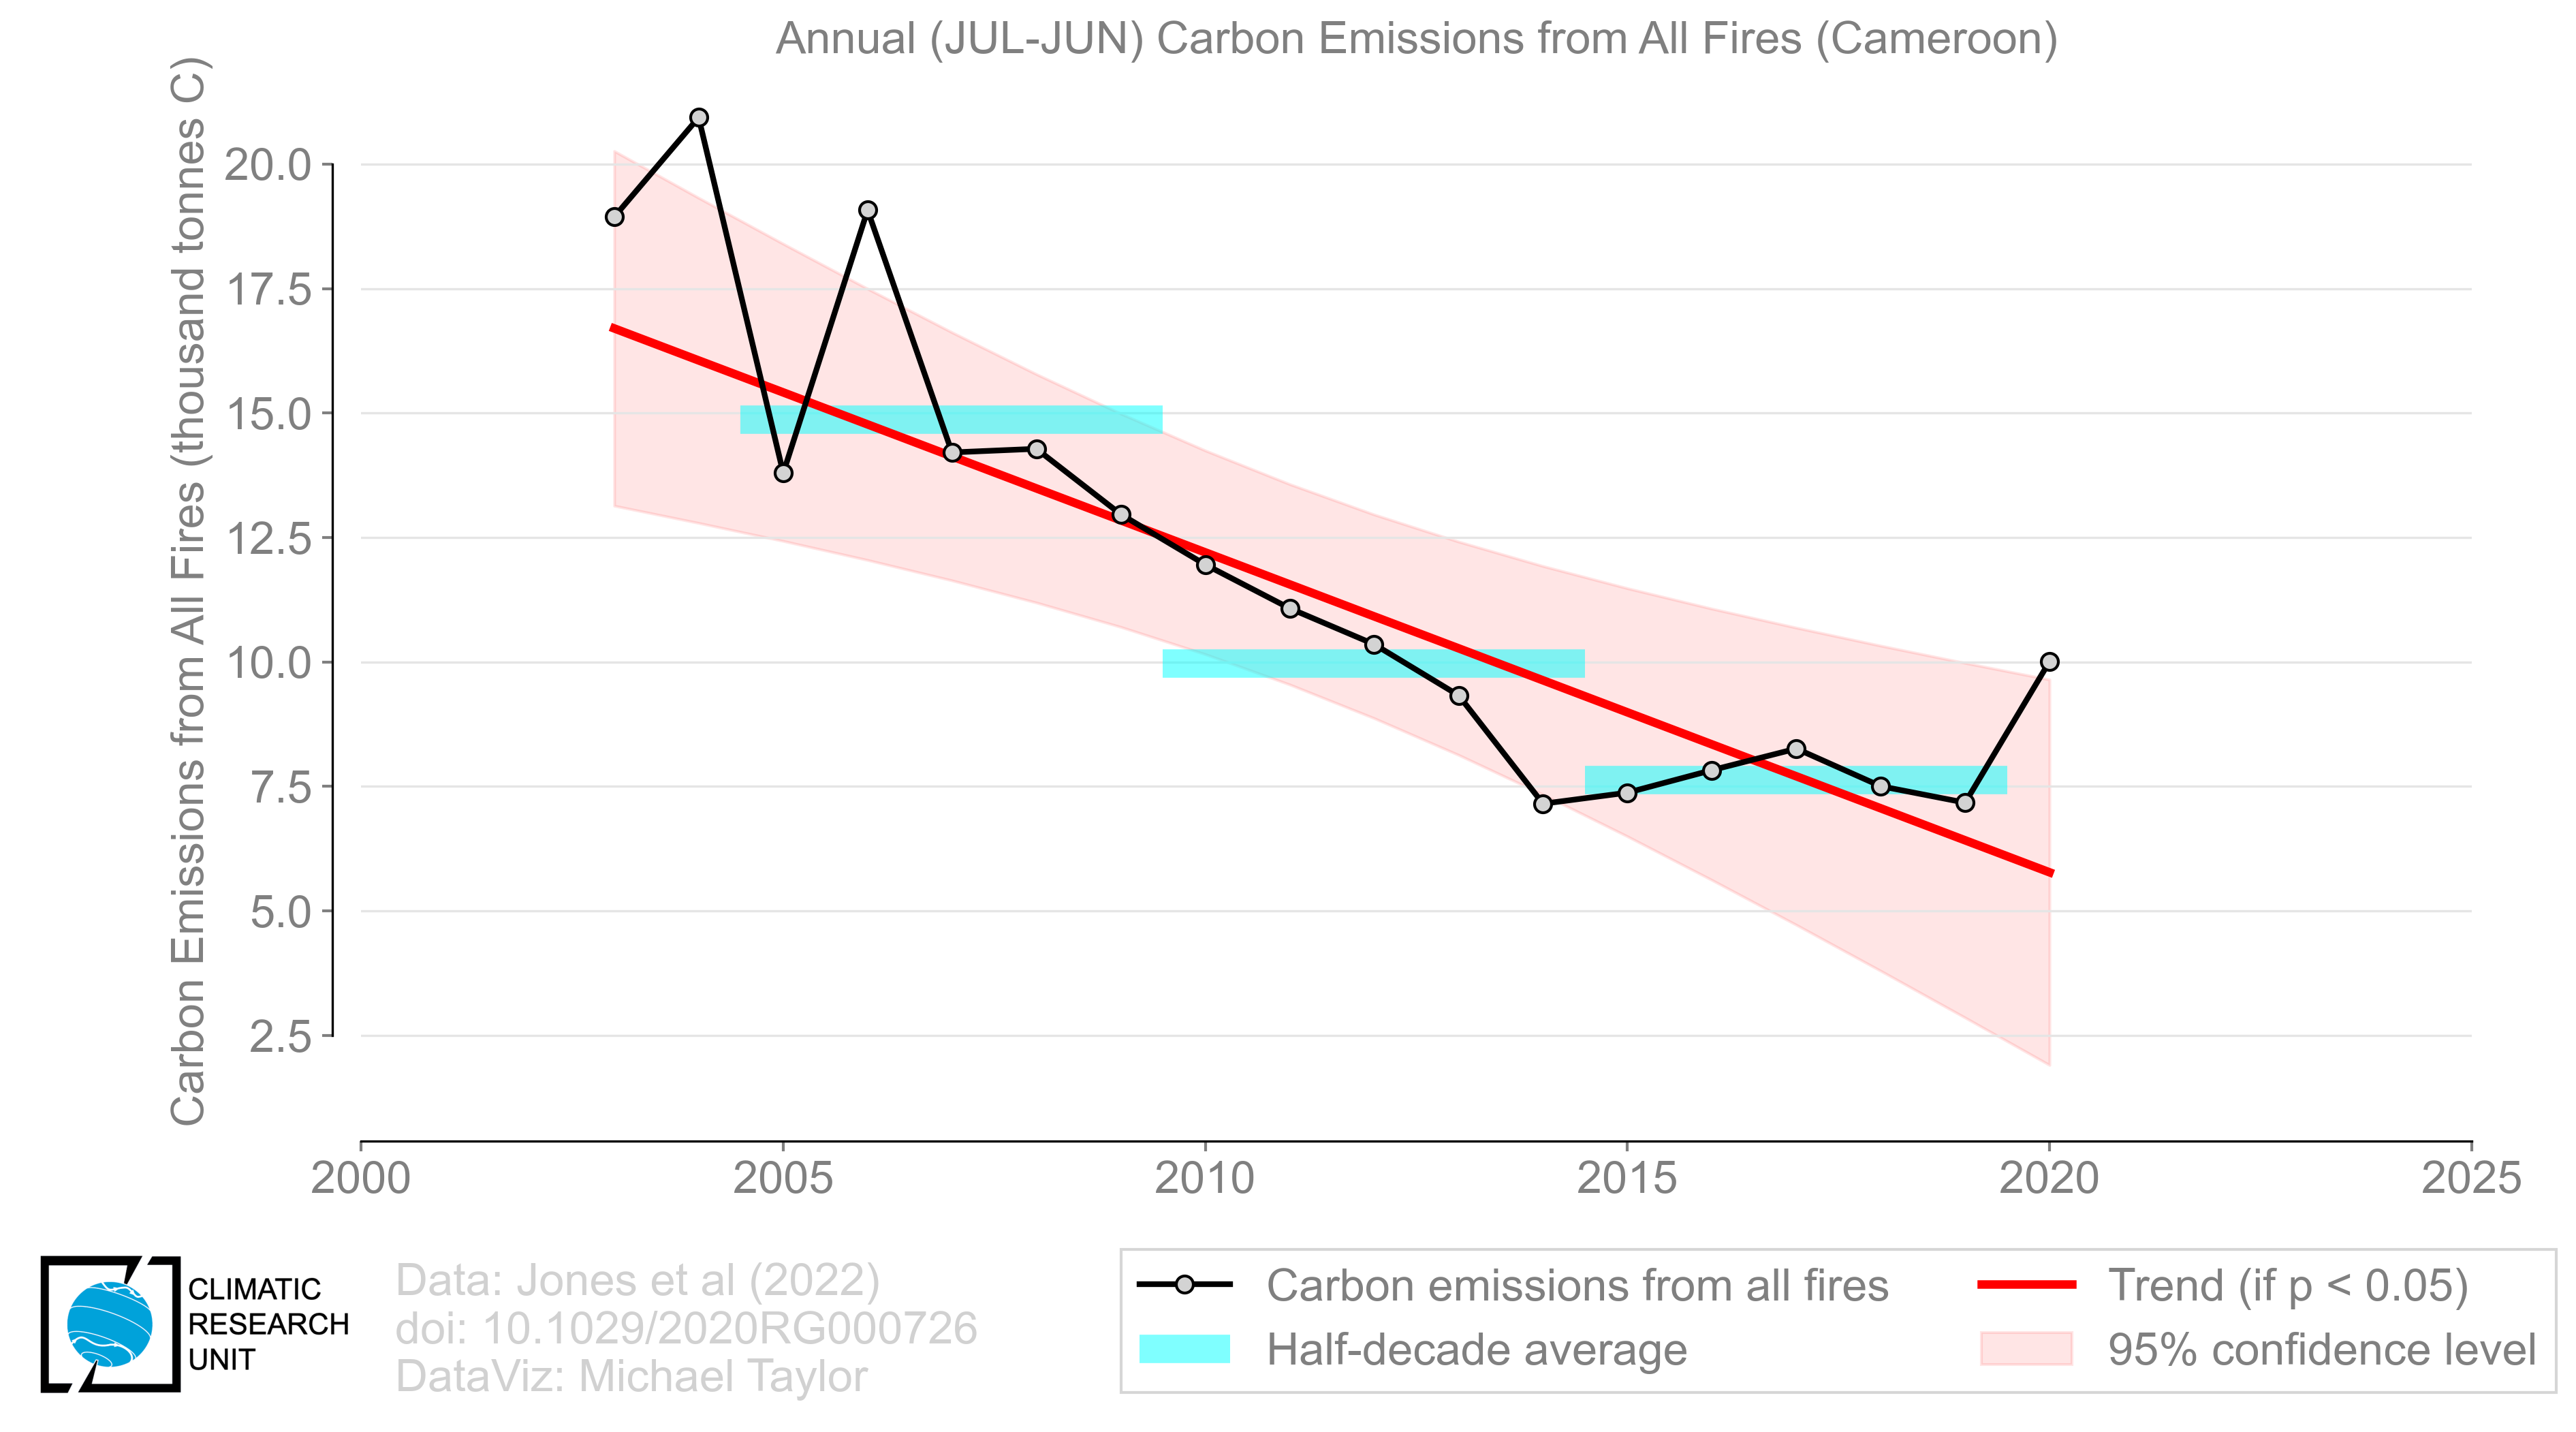 Annual (JUL-JUN) Carbon Emissions from All Fires (Cameroon)
Carbon Emissions from All Fires (thousand tonnes C)
20.0
17.5
15.0
12.5
10.0
7.5
5.0
2.5
2000 2005 2010 2015 2020 2025
CLIMATIC
RESEARCH
UNIT
Data: Jones et al (2022)
doi: 10.1029/2020RG000726
DataViz: Michael Taylor
Carbon emissions from all fires
Half-decade average
Trend (if p < 0.05)
95% confidence level